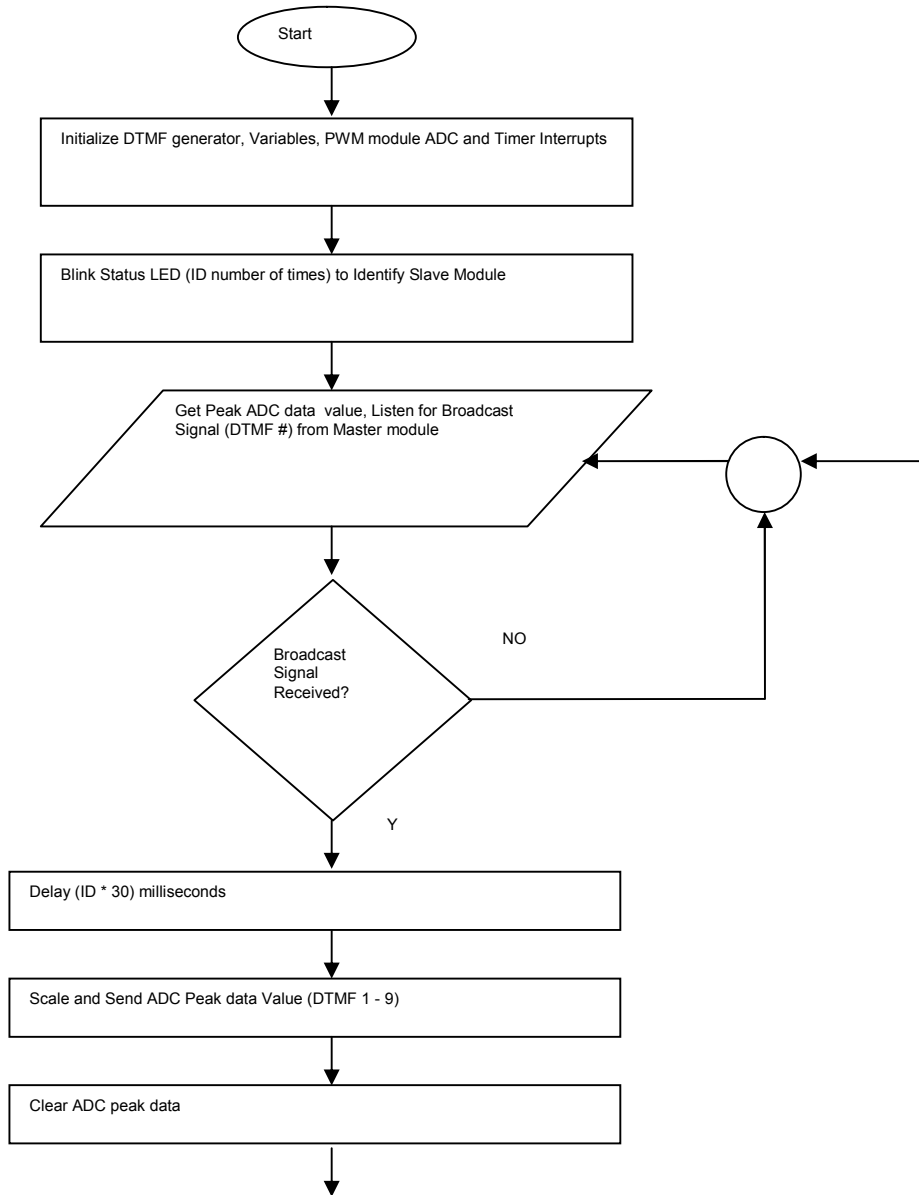 Start
Initialize DTMF generator, Variables, PWM module ADC and Timer Interrupts
Blink Status LED (ID number of times) to Identify Slave Module
Get Peak ADC data  value, Listen for Broadcast
Signal (DTMF #) from Master module
NO
Broadcast
Signal
Received?
Y
Delay (ID * 30) milliseconds
Scale and Send ADC Peak data Value (DTMF 1 - 9)
Clear ADC peak data